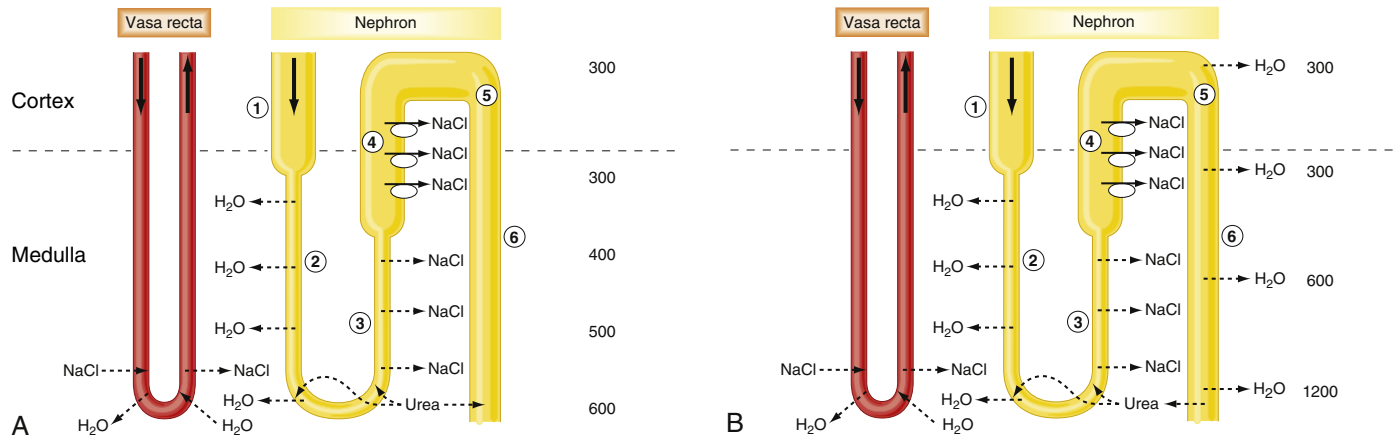 Vasa recta
Nephron
Cortex
Medulla
1
2
3
4
5
6
NaCl
NaCl
NaCl
H2O
H2O
H2O
NaCl
NaCl
NaCl
NaCl
NaCl
H2O
H2O
H2O
Urea
300
300
400
500
600
A
Vasa recta
Nephron
1
2
3
4
5
6
H2O
NaCl
NaCl
NaCl
H2O
H2O
H2O
H2O
NaCl
NaCl
H2O
NaCl
NaCl
NaCl
H2O
H2O
H2O
Urea
H2O
300
300
600
1200
B